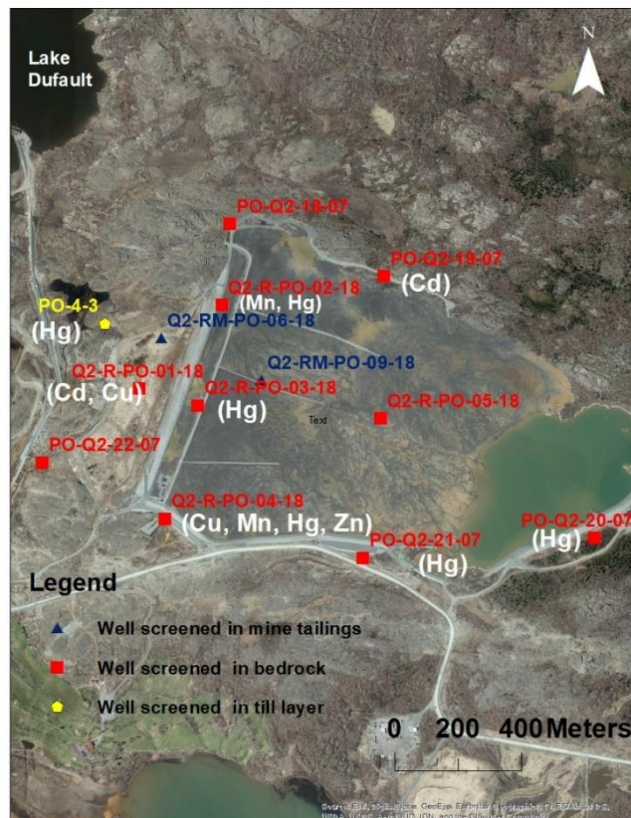 Lake
Dufault
N
PO-Q2-18-07
PO-Q2-19-07
(Cd)
Q2-R-PO-02-18
(Mn, Hg)
PO-4-3
(Hg)
Q2-RM-PO-06-18
Q2-RM-PO-09-18
Q2-R-PO-01-18
(Cd, Cu)
Q2-R-PO-03-18
(Hg)
Text
Q2-R-PO-05-18
PO-Q2-22-07
Q2-R-PO-04-18
(Cu, Mn, Hg, Zn)
PO-Q2-20-07
(Hg)
PO-Q2-21-07
(Hg)
Legend
Well screened in mine tailings
Well screened in bedrock
Well screened in till layer
0 200 400 Meters